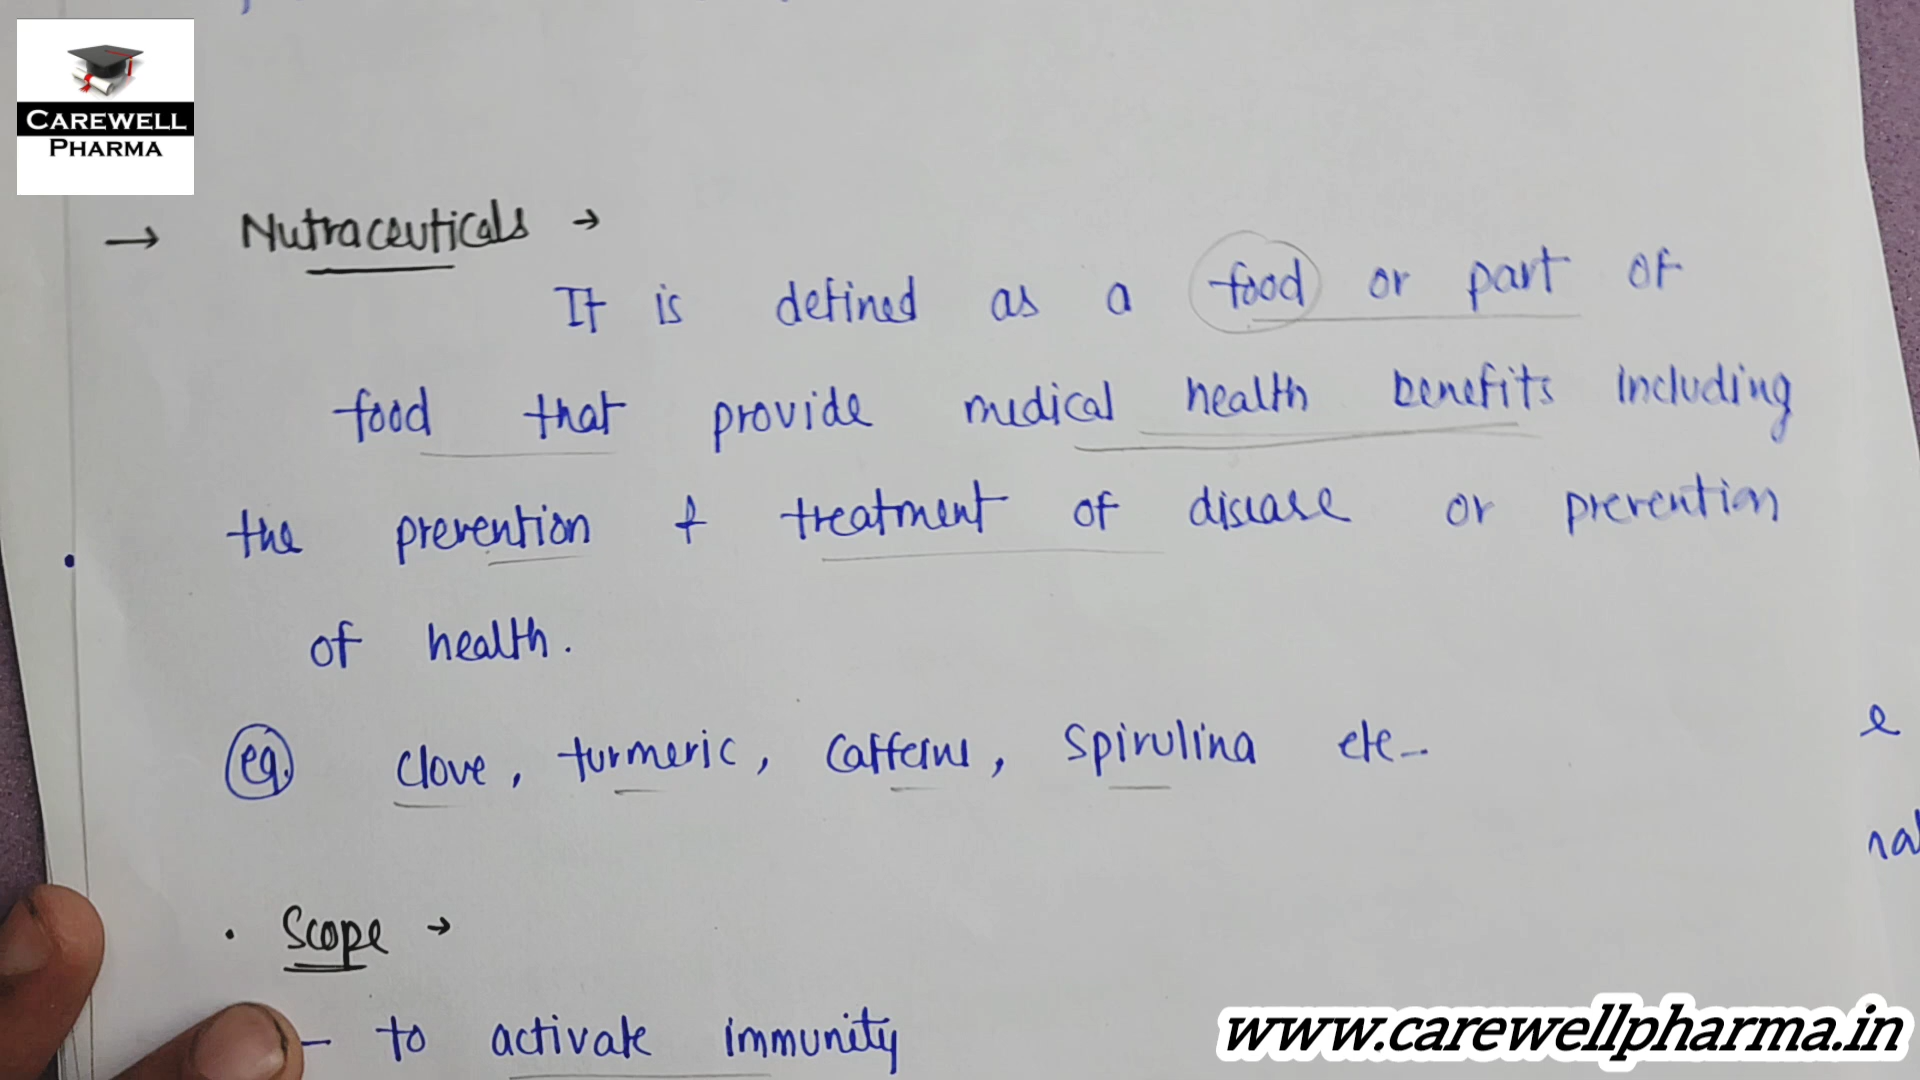 CAREWELL
PHARMA
→ Nutraceuticals →
It is defined as a food or part of
food that provide medical health benefits including
the prevention & treatment of disease or prevention
of health.
eg. Clove, turmeric, Caffeine, Spirulina etc--
e
nal
• Scope →
- to activate immunity
www.carewellpharma.in